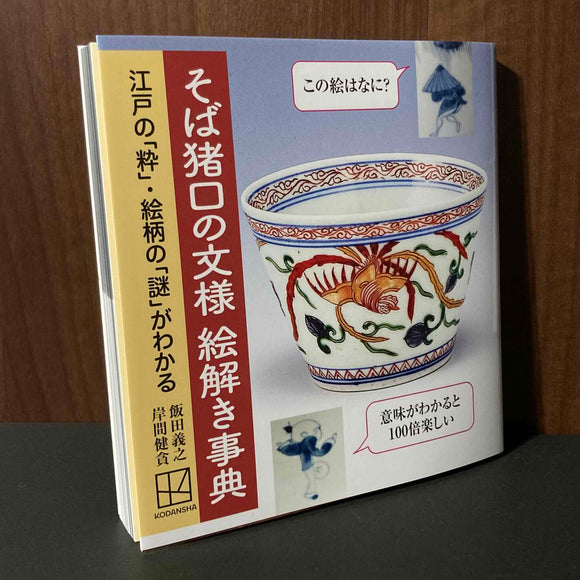 そば猪口の文様 絵解き事典
江戸の「粋」・絵柄の「謎」がわかる
飯田義之
岸間健貪
KODANSHA
この絵はなに?
意味がわかると
100倍楽しい